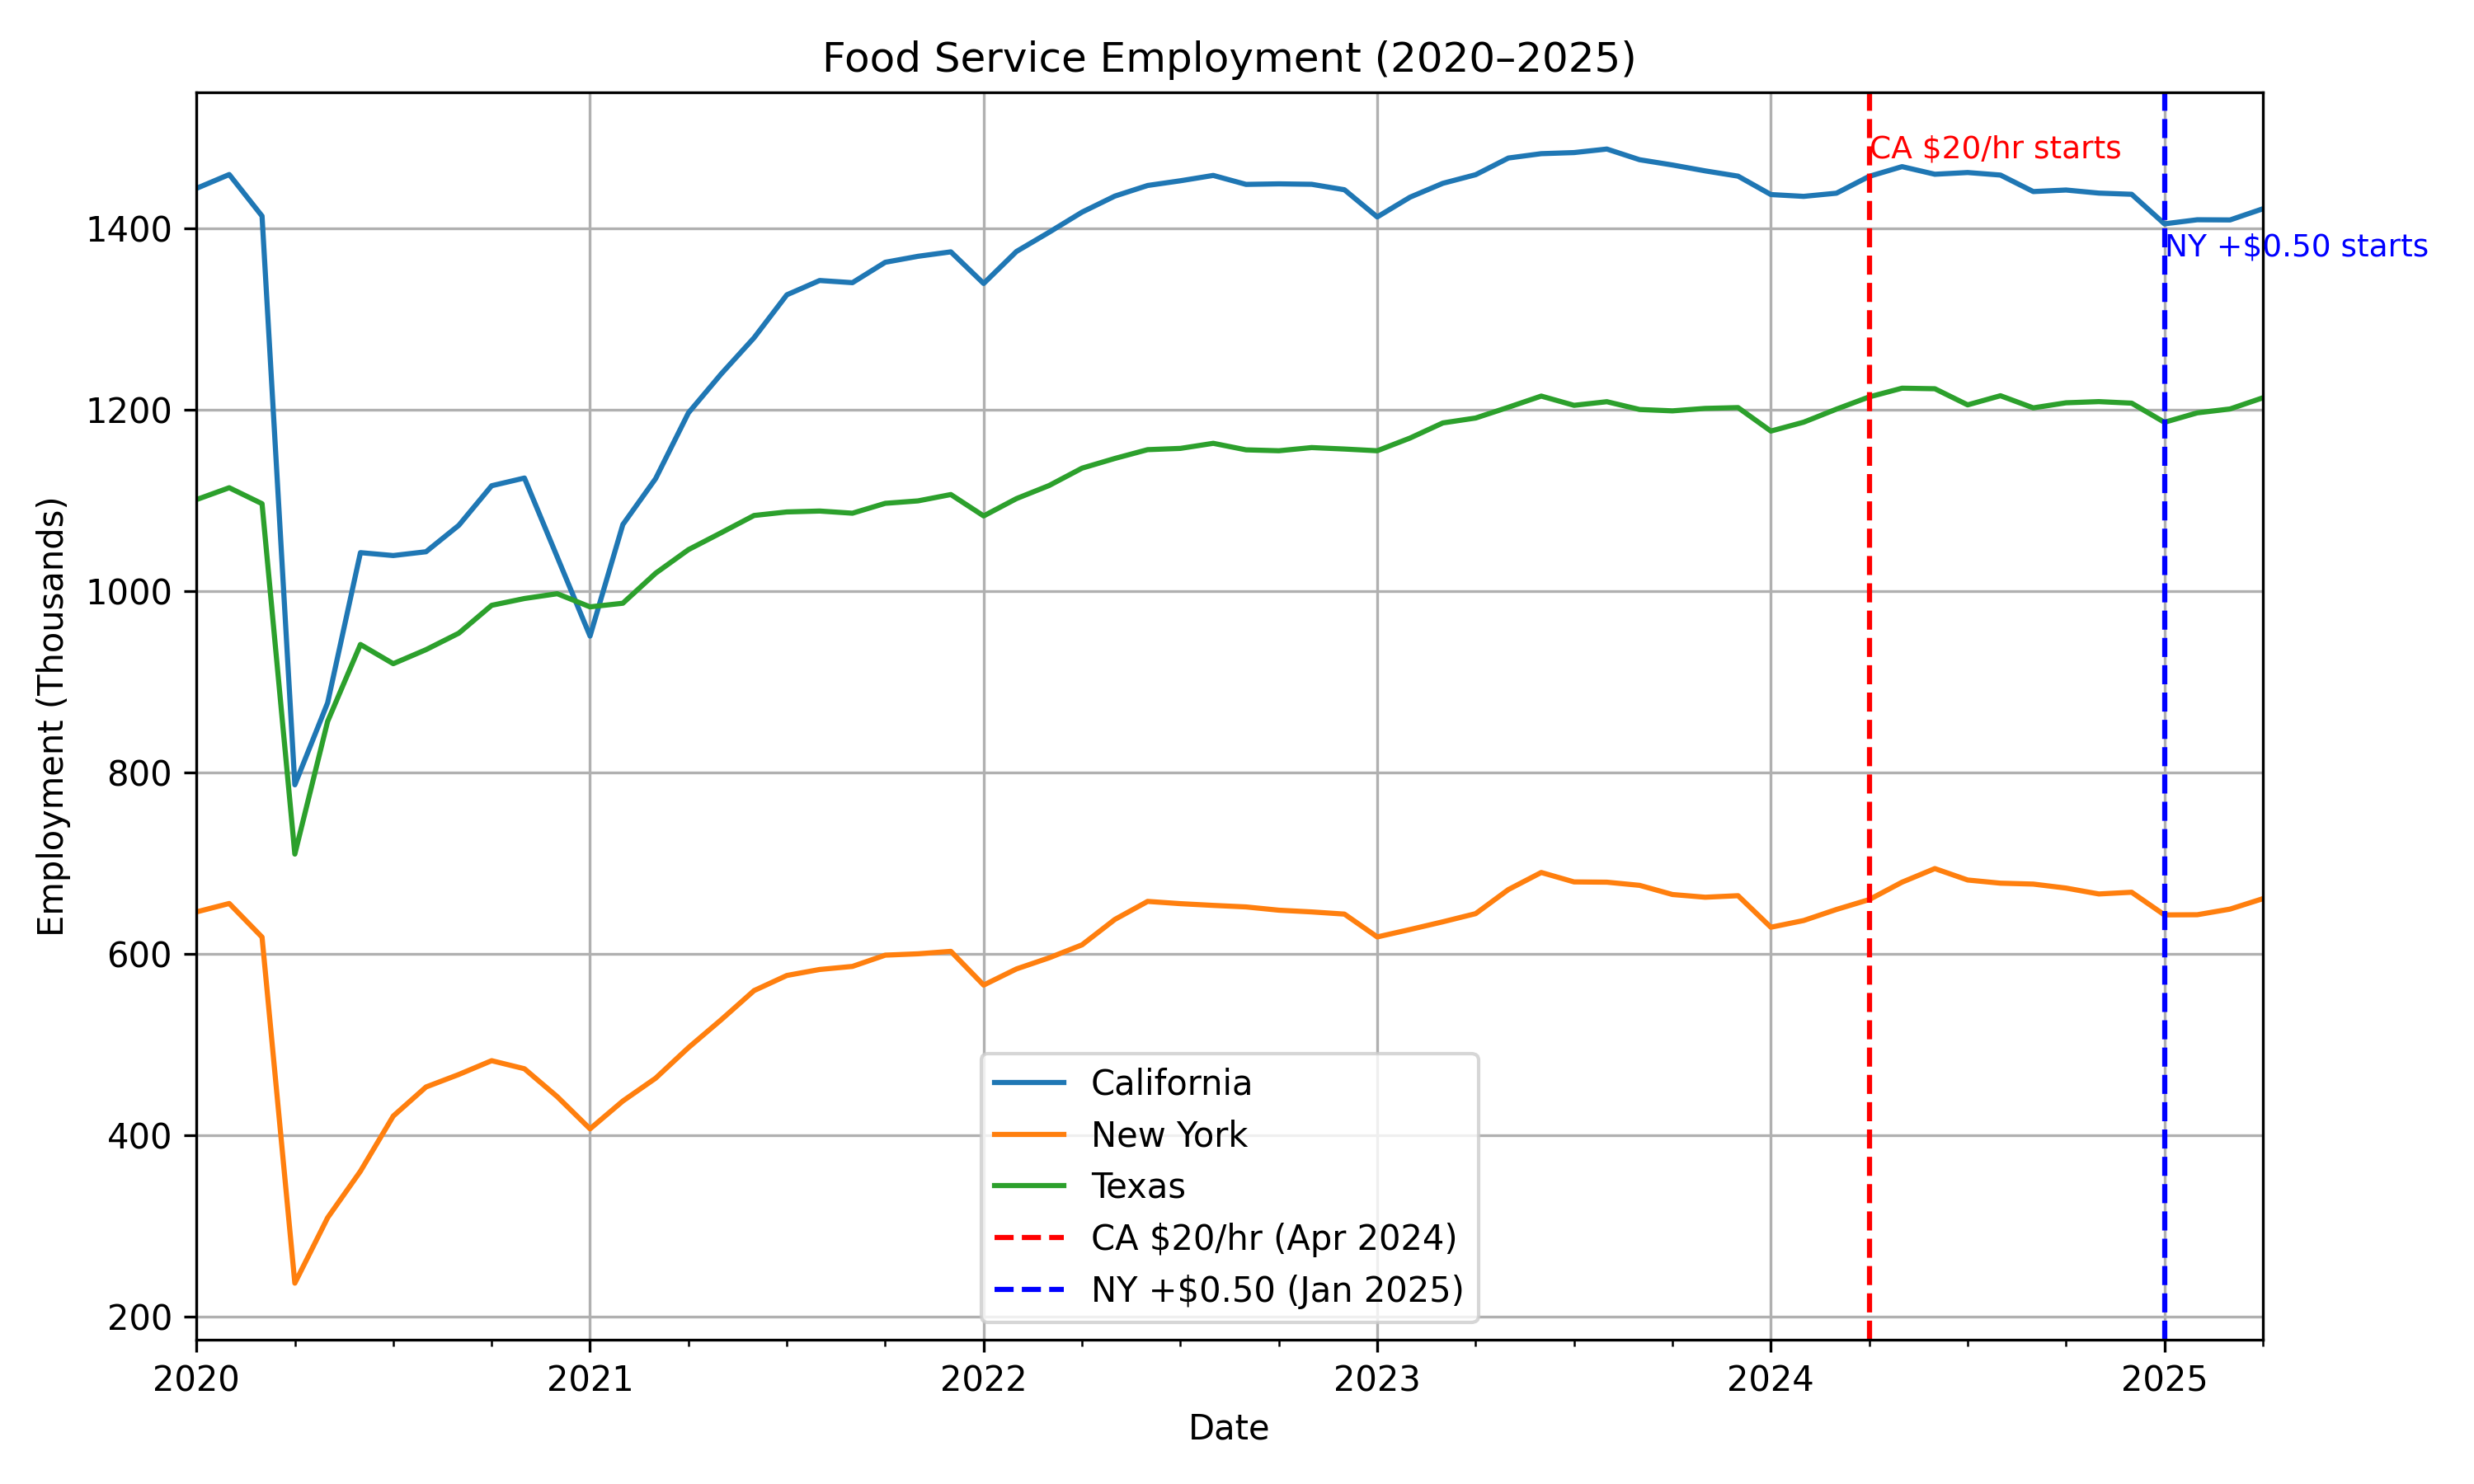 Food Service Employment (2020–2025)
CA $20/hr starts
NY +$0.50 starts
1400
1200
1000
800
600
400
200
Employment (Thousands)
California
New York
Texas
CA $20/hr (Apr 2024)
NY +$0.50 (Jan 2025)
2020
2021
2022
2023
2024
2025
Date